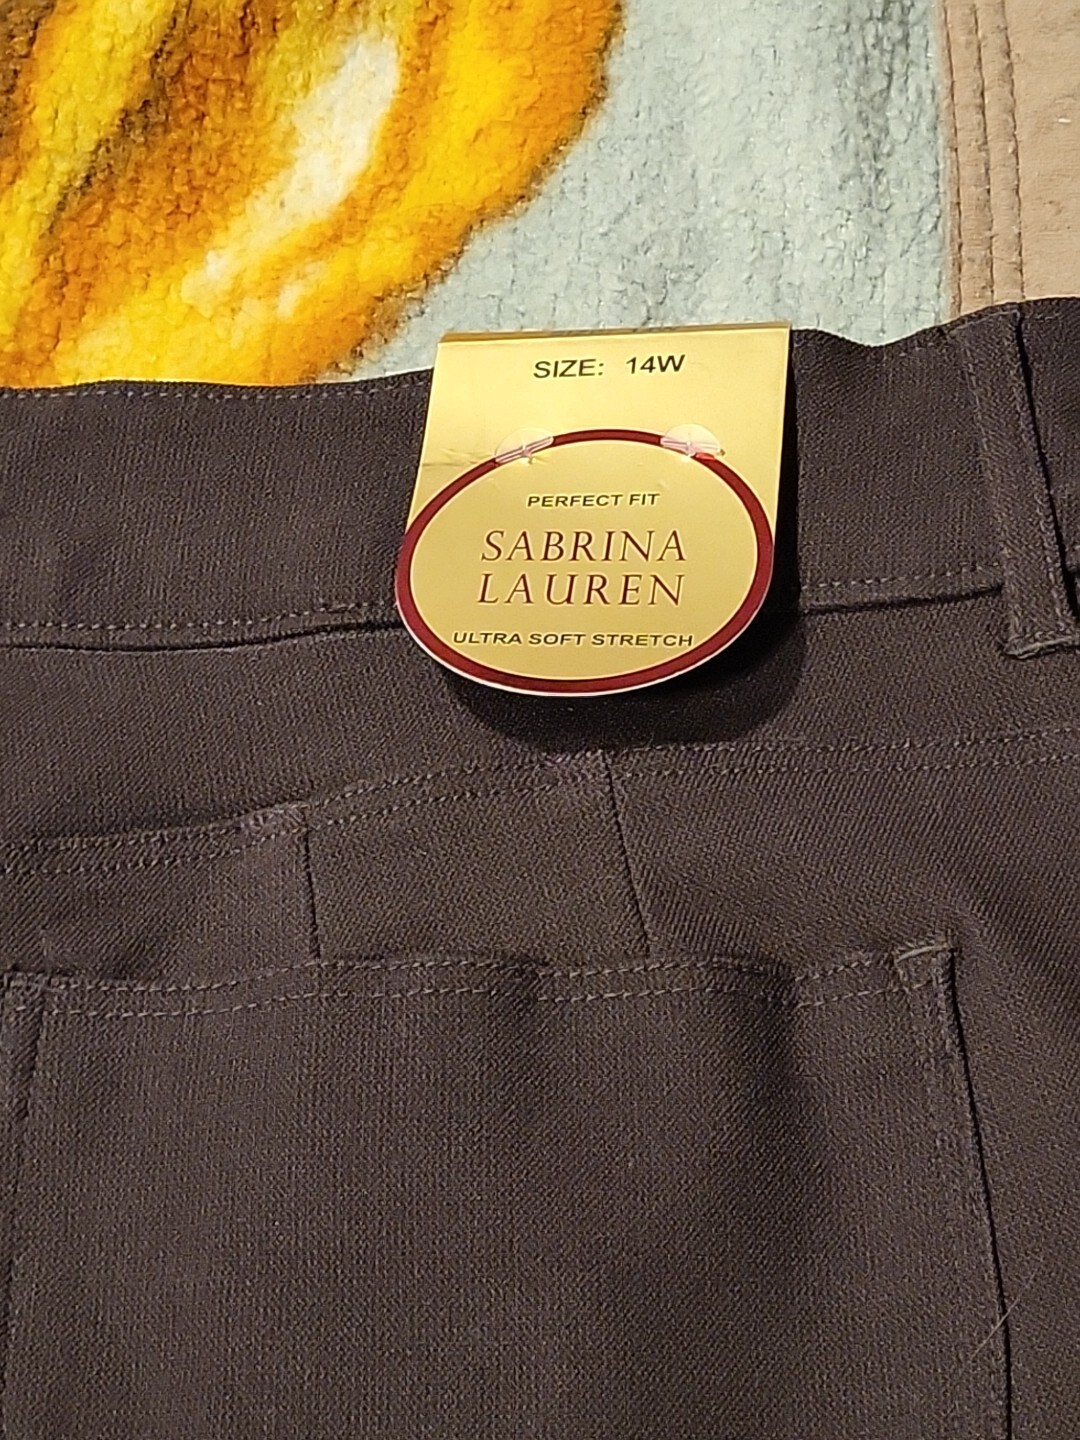 SIZE: 14W
PERFECT FIT
SABRINA
LAUREN
ULTRA SOFT STRETCH